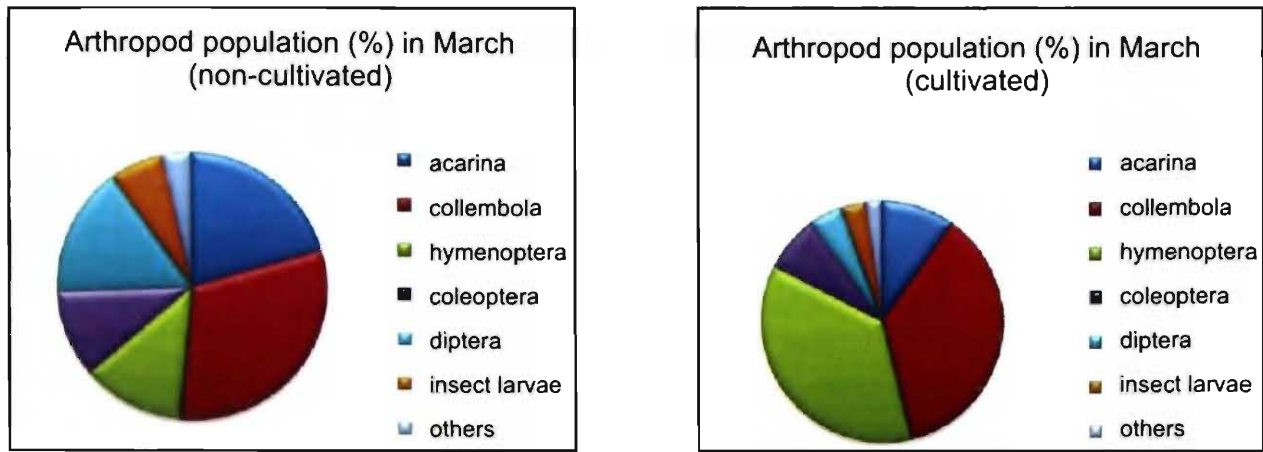 Arthropod population (%) in March
(non-cultivated)
acarina
collembola
hymenoptera
coleoptera
diptera
insect larvae
others
Arthropod population (%) in March
(cultivated)
acarina
collembola
hymenoptera
coleoptera
diptera
insect larvae
others